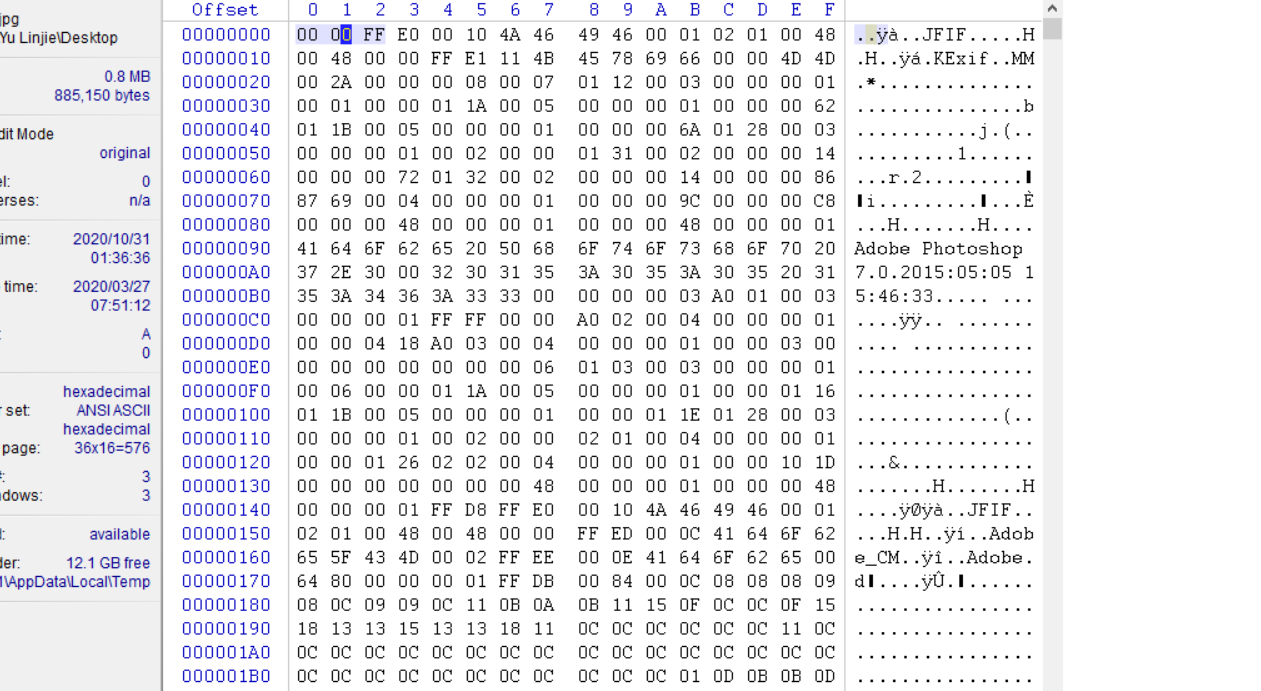 jpg
Yu Linjie\Desktop
0.8 MB
885,150 bytes
dit Mode
original
el: 0
erses: n/a
time: 2020/10/31
01:36:36
time: 2020/03/27
07:51:12
: A
0
hexadecimal
r set: ANSI ASCII
hexadecimal
page: 36x16=576
#: 3
ndows: 3
d: available
der: 12.1 GB free
M\AppData\Local\Temp
Offset 0 1 2 3 4 5 6 7 8 9 A B C D E F
00000000 00 00 FF E0 00 10 4A 46 49 46 00 01 02 01 00 48 ..ÿà..JFIF.....H
00000010 00 48 00 00 FF E1 11 4B 45 78 69 66 00 00 4D 4D .H..ÿá.KExif..MM
00000020 00 2A 00 00 00 08 00 07 01 12 00 03 00 00 00 01 .*..............
00000030 00 01 00 00 01 1A 00 05 00 00 00 01 00 00 00 62 ...............b
00000040 01 1B 00 05 00 00 00 01 00 00 00 6A 01 28 00 03 ...........j.(..
00000050 00 00 00 01 00 02 00 00 01 31 00 02 00 00 00 14 .........1......
00000060 00 00 00 72 01 32 00 02 00 00 00 14 00 00 00 86 ...r.2.........
00000070 87 69 00 04 00 00 00 01 00 00 00 9C 00 00 00 C8 i.........È
00000080 00 00 00 48 00 00 00 01 00 00 00 48 00 00 00 01 ...H.......H....
00000090 41 64 6F 62 65 20 50 68 6F 74 6F 73 68 6F 70 20 Adobe Photoshop
000000A0 37 2E 30 00 32 30 31 35 3A 30 35 3A 30 35 20 31 7.0.2015:05:05 1
000000B0 35 3A 34 36 3A 33 33 00 00 00 00 03 A0 01 00 03 5:46:33..... ...
000000C0 00 00 00 01 FF FF 00 00 A0 02 00 04 00 00 00 01 ....ÿÿ.. .......
000000D0 00 00 04 18 A0 03 00 04 00 00 00 01 00 00 03 00 .... ...........
000000E0 00 00 00 00 00 00 00 06 01 03 00 03 00 00 00 01 ................
000000F0 00 06 00 00 01 1A 00 05 00 00 00 01 00 00 01 16 ................
00000100 01 1B 00 05 00 00 00 01 00 00 01 1E 01 28 00 03 .............(..
00000110 00 00 00 01 00 02 00 00 02 01 00 04 00 00 00 01 ................
00000120 00 00 01 26 02 02 00 04 00 00 00 01 00 00 10 1D ...&............
00000130 00 00 00 00 00 00 00 48 00 00 00 01 00 00 00 48 .......H.......H
00000140 00 00 00 01 FF D8 FF E0 00 10 4A 46 49 46 00 01 ....ÿØÿà..JFIF..
00000150 02 01 00 48 00 48 00 00 FF ED 00 0C 41 64 6F 62 ...H.H..ÿí..Adob
00000160 65 5F 43 4D 00 02 FF EE 00 0E 41 64 6F 62 65 00 e_CM..ÿî..Adobe.
00000170 64 80 00 00 00 01 FF DB 00 84 00 0C 08 08 08 09 d....ÿÛ.......
00000180 08 0C 09 09 0C 11 0B 0A 0B 11 15 0F 0C 0C 0F 15 ................
00000190 18 13 13 15 13 13 18 11 0C 0C 0C 0C 0C 0C 11 0C ................
000001A0 0C 0C 0C 0C 0C 0C 0C 0C 0C 0C 0C 0C 0C 0C 0C 0C ................
000001B0 0C 0C 0C 0C 0C 0C 0C 0C 0C 0C 0C 01 0D 0B 0B 0D ................